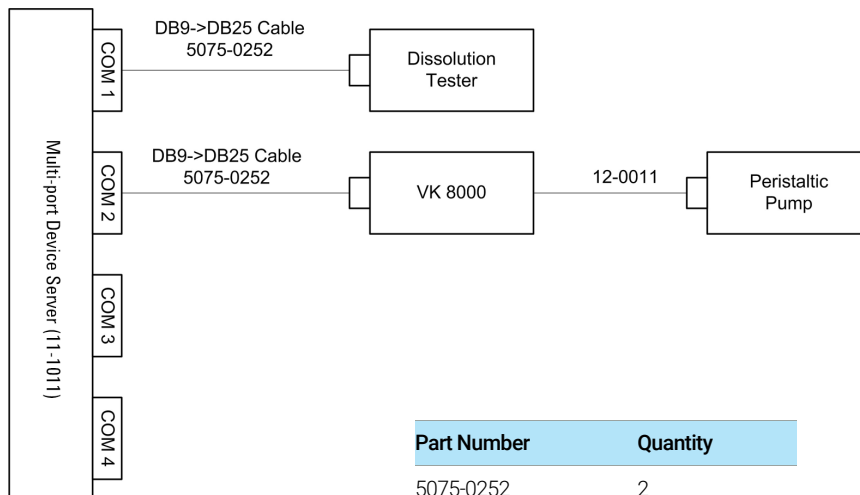 DB9->DB25 Cable
5075-0252
COM 1
Dissolution
Tester
Multi-port Device Server (11-1011)
DB9->DB25 Cable
5075-0252
COM 2
VK 8000
12-0011
Peristaltic
Pump
COM 3
COM 4
Part Number Quantity
5075-0252 2